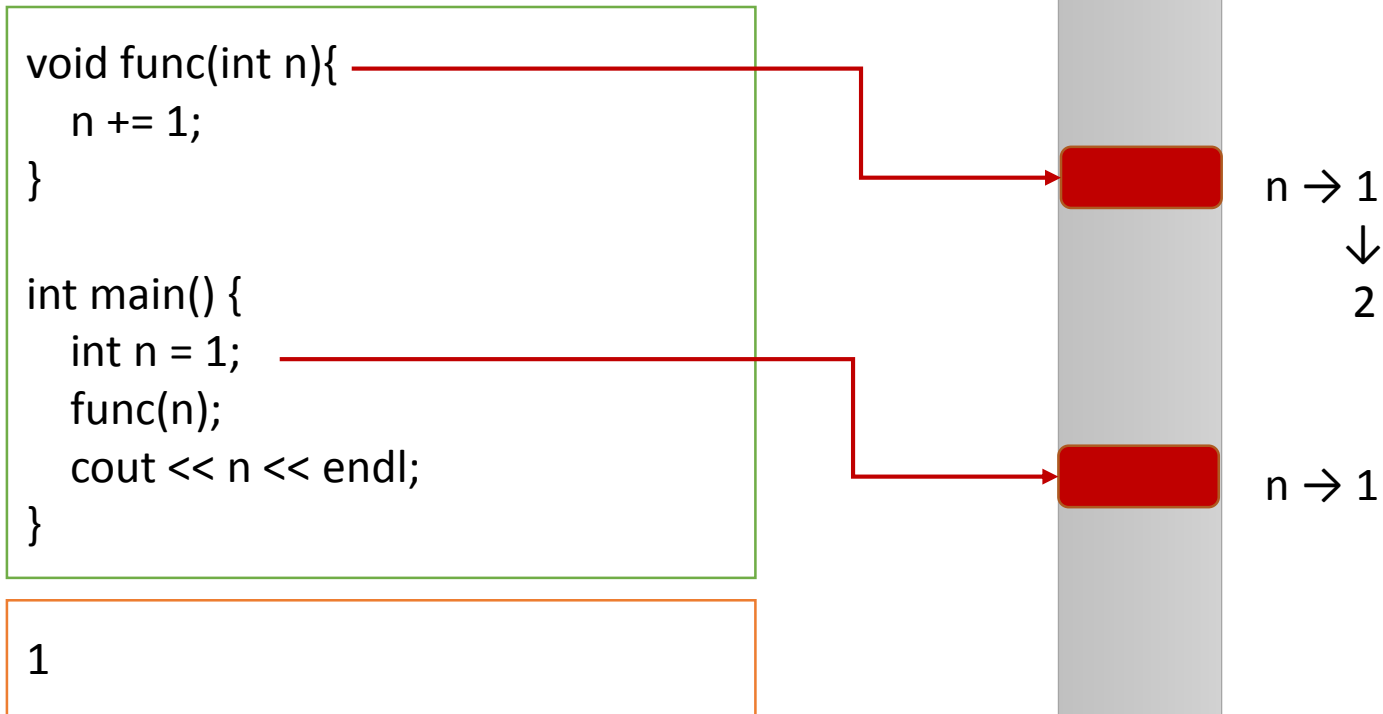 void func(int n){
n += 1;
}
int main() {
int n = 1;
func(n);
cout << n << endl;
}
1
n → 1
↓
2
n → 1